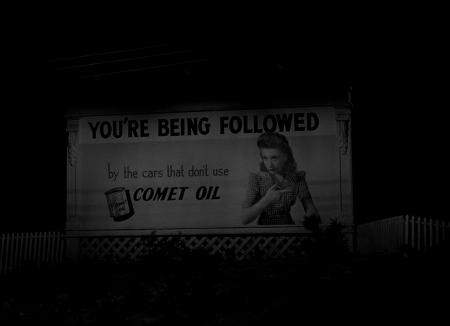 YOU'RE BEING FOLLOWED
by the cars that don't use
COMET OIL